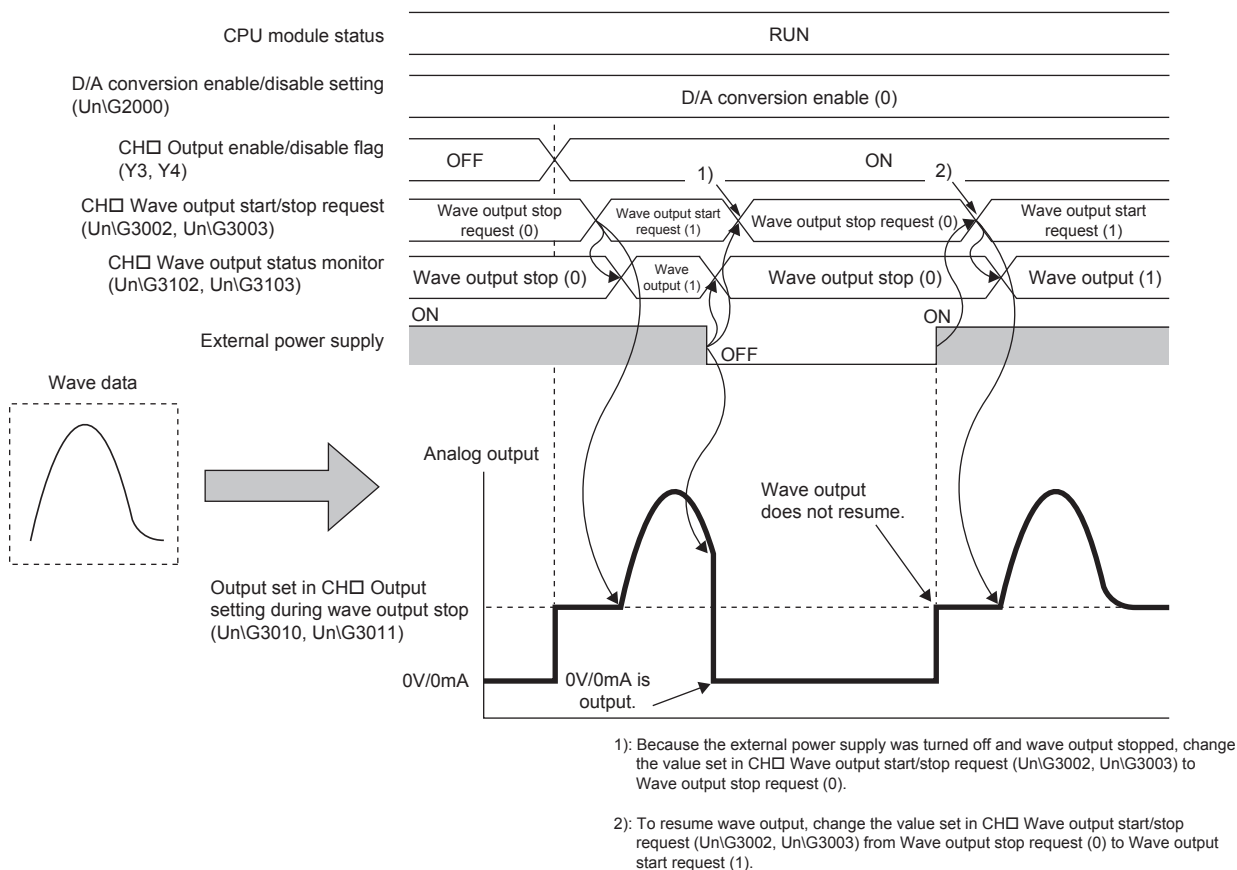 CPU module status
RUN
D/A conversion enable/disable setting
(Un\G2000)
D/A conversion enable (0)
CH□ Output enable/disable flag
(Y3, Y4)
OFF
1)
ON
2)
CH□ Wave output start/stop request
(Un\G3002, Un\G3003)
Wave output stop
request (0)
Wave output start
request (1)
Wave output stop request (0)
Wave output start
request (1)
CH□ Wave output status monitor
(Un\G3102, Un\G3103)
Wave output stop (0)
Wave
output (1)
Wave output stop (0)
Wave output (1)
ON
ON
External power supply
OFF
Wave data
Analog output
Wave output
does not resume.
Output set in CH□ Output
setting during wave output stop
(Un\G3010, Un\G3011)
0V/0mA
0V/0mA is
output.
1): Because the external power supply was turned off and wave output stopped, change
the value set in CH□ Wave output start/stop request (Un\G3002, Un\G3003) to
Wave output stop request (0).
2): To resume wave output, change the value set in CH□ Wave output start/stop
request (Un\G3002, Un\G3003) from Wave output stop request (0) to Wave output
start request (1).